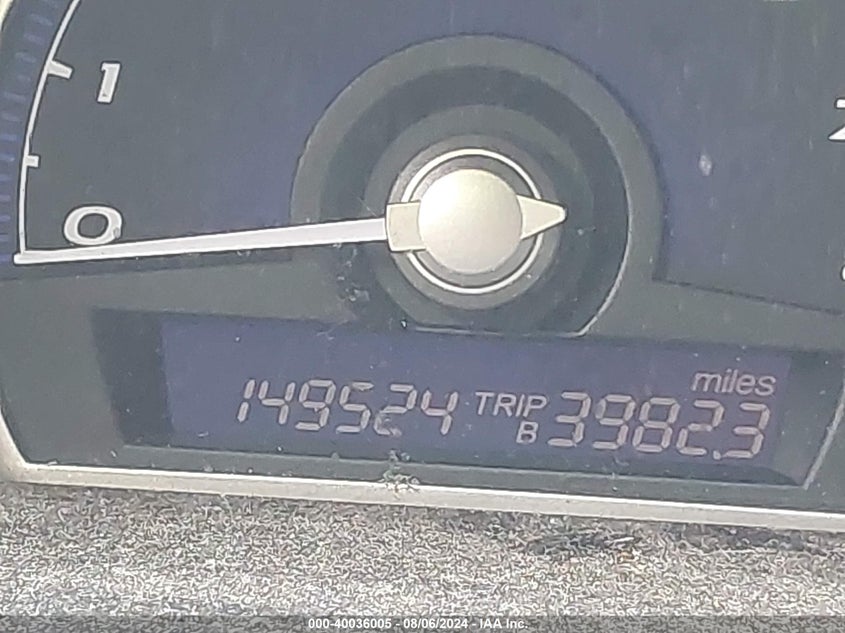 1
0
miles
149524 TRIP B 3982.3
000-40036005 - 08/06/2024 - IAA Inc.